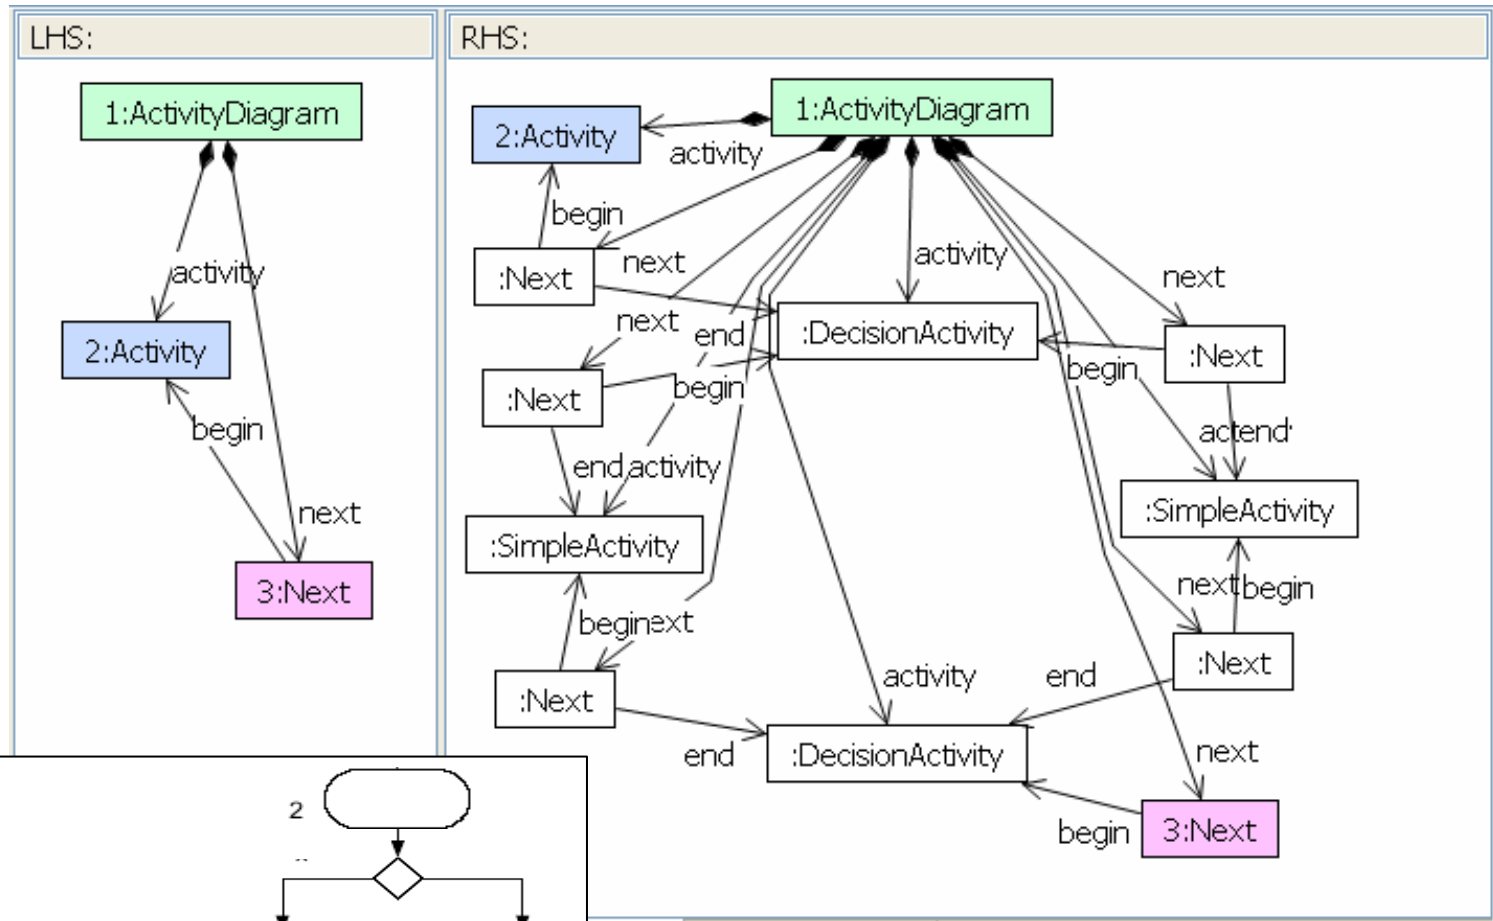 LHS:
1:ActivityDiagram
activity
2:Activity
begin
next
3:Next
RHS:
1:ActivityDiagram
2:Activity
activity
begin
:Next
next
activity
next
next
end
:DecisionActivity
:Next
begin
begin
:Next
end
activity
end
:SimpleActivity
:SimpleActivity
begin
next
begin
:Next
:Next
activity
end
end
:DecisionActivity
next
begin
3:Next
2